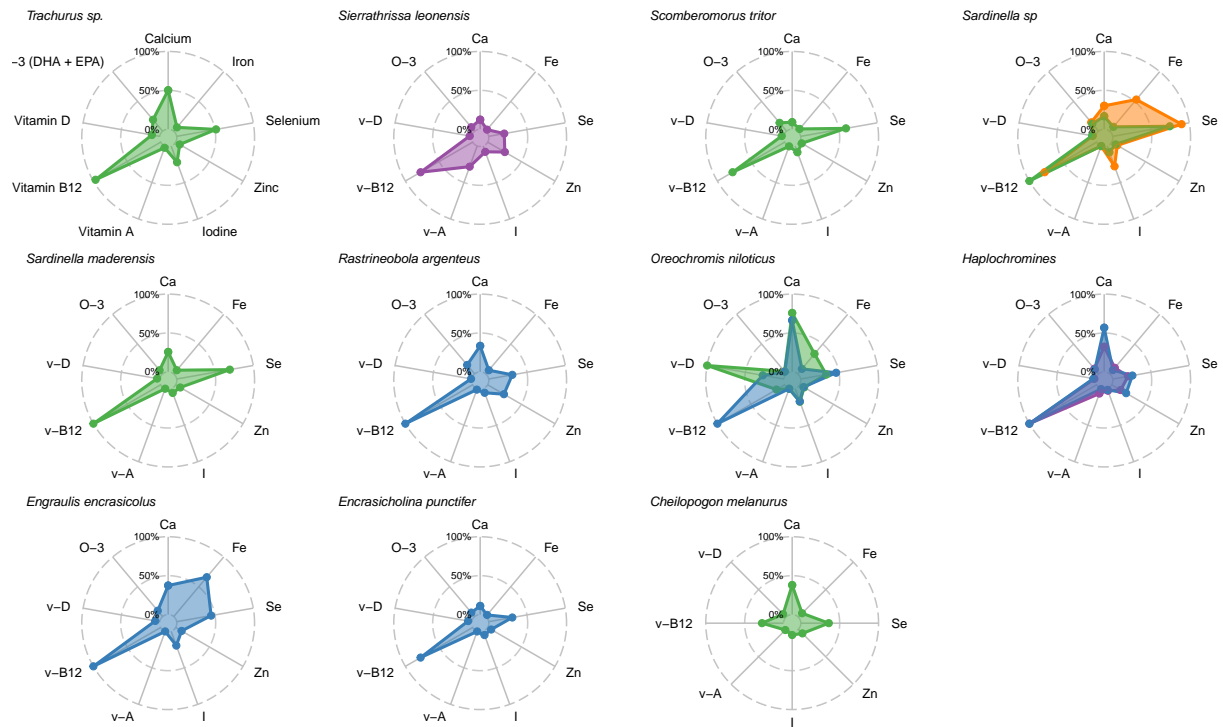 Trachurus sp.
Calcium
100%
50%
0%
−3 (DHA + EPA)
Iron
Vitamin D
Selenium
Vitamin B12
Zinc
Vitamin A
Iodine
Sierrathrissa leonensis
Ca
100%
50%
0%
O−3
Fe
v−D
Se
v−B12
Zn
v−A
I
Scomberomorus tritor
Ca
100%
50%
0%
O−3
Fe
v−D
Se
v−B12
Zn
v−A
I
Sardinella sp
Ca
100%
50%
0%
O−3
Fe
v−D
Se
v−B12
Zn
v−A
I
Sardinella maderensis
Ca
100%
50%
0%
O−3
Fe
v−D
Se
v−B12
Zn
v−A
I
Rastrineobola argenteus
Ca
100%
50%
0%
O−3
Fe
v−D
Se
v−B12
Zn
v−A
I
Oreochromis niloticus
Ca
100%
50%
0%
O−3
Fe
v−D
Se
v−B12
Zn
v−A
I
Haplochromines
Ca
100%
50%
0%
O−3
Fe
v−D
Se
v−B12
Zn
v−A
I
Engraulis encrasicolus
Ca
100%
50%
0%
O−3
Fe
v−D
Se
v−B12
Zn
v−A
I
Encrasicholina punctifer
Ca
100%
50%
0%
O−3
Fe
v−D
Se
v−B12
Zn
v−A
I
Cheilopogon melanurus
Ca
100%
50%
0%
v−D
Fe
v−B12
Se
v−A
Zn
I